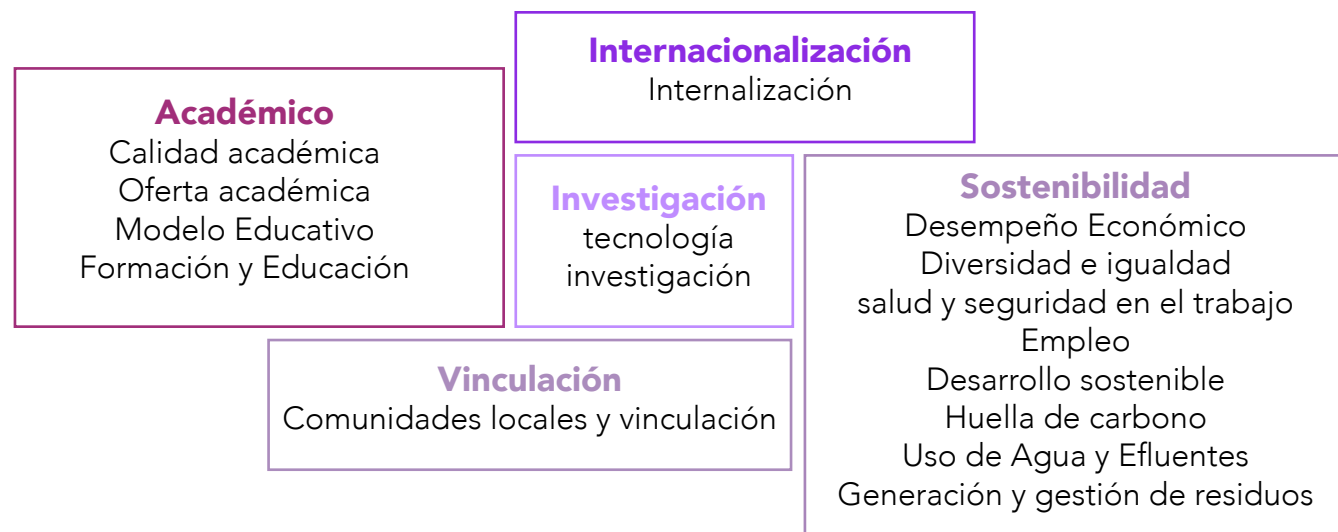 Internacionalización
Internalización
Académico
Calidad académica
Oferta académica
Modelo Educativo
Formación y Educación
Investigación
tecnología
investigación
Sostenibilidad
Desempeño Económico
Diversidad e igualdad
salud y seguridad en el trabajo
Empleo
Desarrollo sostenible
Huella de carbono
Uso de Agua y Efluentes
Generación y gestión de residuos
Vinculación
Comunidades locales y vinculación